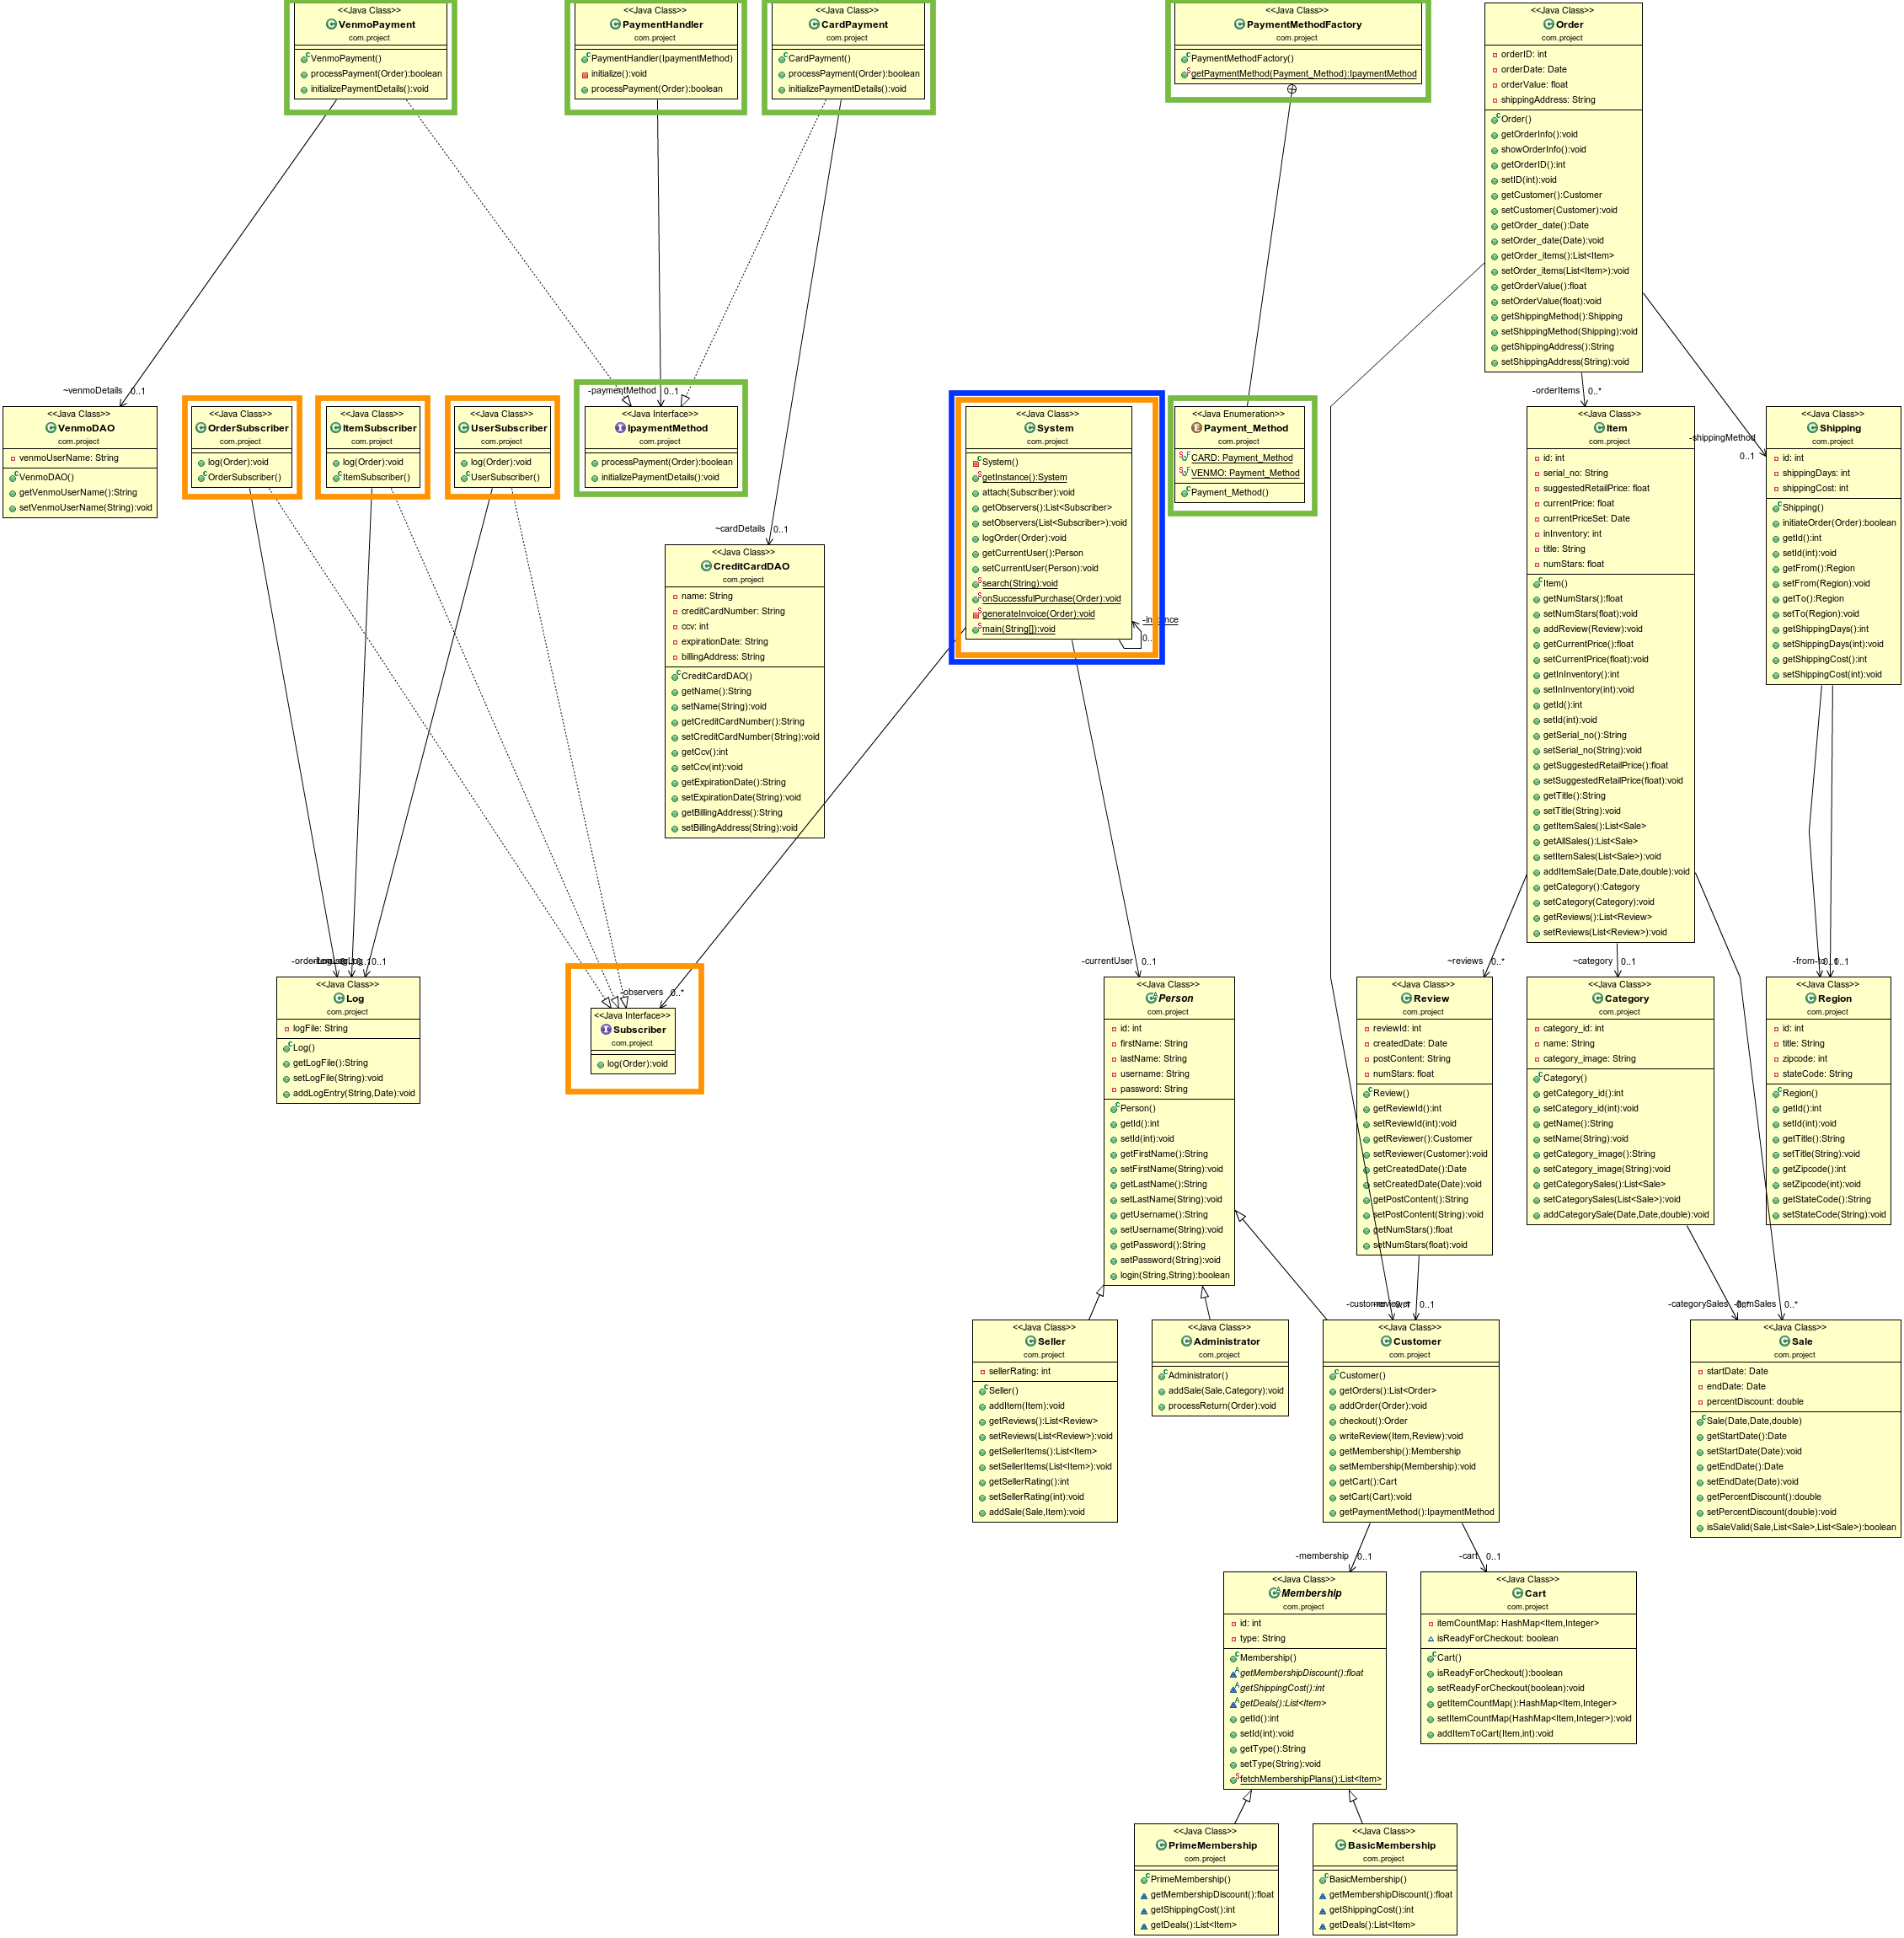 <<Java Class>>
VenmoPayment
com.project
VenmoPayment()
processPayment(Order):boolean
initializePaymentDetails():void
<<Java Class>>
PaymentHandler
com.project
PaymentHandler(IpaymentMethod)
initialize():void
processPayment(Order):boolean
<<Java Class>>
CardPayment
com.project
CardPayment()
processPayment(Order):boolean
initializePaymentDetails():void
<<Java Class>>
PaymentMethodFactory
com.project
PaymentMethodFactory()
getPaymentMethod(Payment_Method):IpaymentMethod
<<Java Class>>
Order
com.project
orderID: int
orderDate: Date
orderValue: float
shippingAddress: String
Order()
getOrderInfo():void
showOrderInfo():void
getOrderID():int
setID(int):void
getCustomer():Customer
setCustomer(Customer):void
getOrder_date():Date
setOrder_date(Date):void
getOrder_items():List<Item>
setOrder_items(List<Item>):void
getOrderValue():float
setOrderValue(float):void
getShippingMethod():Shipping
setShippingMethod(Shipping):void
getShippingAddress():String
setShippingAddress(String):void
~venmoDetails 0..1
-paymentMethod 0..1
-orderItems 0..*
-shippingMethod
0..1
<<Java Class>>
VenmoDAO
com.project
venmoUserName: String
VenmoDAO()
getVenmoUserName():String
setVenmoUserName(String):void
<<Java Class>>
OrderSubscriber
com.project
log(Order):void
OrderSubscriber()
<<Java Class>>
ItemSubscriber
com.project
log(Order):void
ItemSubscriber()
<<Java Class>>
UserSubscriber
com.project
log(Order):void
UserSubscriber()
<<Java Interface>>
IpaymentMethod
com.project
processPayment(Order):boolean
initializePaymentDetails():void
<<Java Class>>
System
com.project
System()
getInstance():System
attach(Subscriber):void
getObservers():List<Subscriber>
setObservers(List<Subscriber>):void
logOrder(Order):void
getCurrentUser():Person
setCurrentUser(Person):void
search(String):void
onSuccessfulPurchase(Order):void
generateInvoice(Order):void
main(String[]):void
<<Java Enumeration>>
Payment_Method
com.project
CARD: Payment_Method
VENMO: Payment_Method
Payment_Method()
<<Java Class>>
Item
com.project
id: int
serial_no: String
suggestedRetailPrice: float
currentPrice: float
currentPriceSet: Date
inInventory: int
title: String
numStars: float
Item()
getNumStars():float
setNumStars(float):void
addReview(Review):void
getCurrentPrice():float
setCurrentPrice(float):void
getInInventory():int
setInInventory(int):void
getId():int
setId(int):void
getSerial_no():String
setSerial_no(String):void
getSuggestedRetailPrice():float
setSuggestedRetailPrice(float):void
getTitle():String
setTitle(String):void
getItemSales():List<Sale>
getAllSales():List<Sale>
setItemSales(List<Sale>):void
addItemSale(Date,Date,double):void
getCategory():Category
setCategory(Category):void
getReviews():List<Review>
setReviews(List<Review>):void
<<Java Class>>
Shipping
com.project
id: int
shippingDays: int
shippingCost: int
Shipping()
initiateOrder(Order):boolean
getId():int
setId(int):void
getFrom():Region
setFrom(Region):void
getTo():Region
setTo(Region):void
getShippingDays():int
setShippingDays(int):void
getShippingCost():int
setShippingCost(int):void
~cardDetails 0..1
<<Java Class>>
CreditCardDAO
com.project
name: String
creditCardNumber: String
ccv: int
expirationDate: String
billingAddress: String
CreditCardDAO()
getName():String
setName(String):void
getCreditCardNumber():String
setCreditCardNumber(String):void
getCcv():int
setCcv(int):void
getExpirationDate():String
setExpirationDate(String):void
getBillingAddress():String
setBillingAddress(String):void
-observers 0..*
-currentUser 0..1
~reviews 0..*
~category 0..1
-from
<<Java Class>>
Log
com.project
logFile: String
Log()
getLogFile():String
setLogFile(String):void
addLogEntry(String,Date):void
<<Java Interface>>
Subscriber
com.project
log(Order):void
<<Java Class>>
Person
com.project
id: int
firstName: String
lastName: String
username: String
password: String
Person()
getId():int
setId(int):void
getFirstName():String
setFirstName(String):void
getLastName():String
setLastName(String):void
getUsername():String
setUsername(String):void
getPassword():String
setPassword(String):void
login(String,String):boolean
<<Java Class>>
Review
com.project
reviewId: int
createdDate: Date
postContent: String
numStars: float
Review()
getReviewId():int
setReviewId(int):void
getReviewer():Customer
setReviewer(Customer):void
getCreatedDate():Date
setCreatedDate(Date):void
getPostContent():String
setPostContent(String):void
getNumStars():float
setNumStars(float):void
<<Java Class>>
Category
com.project
category_id: int
name: String
category_image: String
Category()
getCategory_id():int
setCategory_id(int):void
getName():String
setName(String):void
getCategory_image():String
setCategory_image(String):void
getCategorySales():List<Sale>
setCategorySales(List<Sale>):void
addCategorySale(Date,Date,double):void
<<Java Class>>
Region
com.project
id: int
title: String
zipcode: int
stateCode: String
Region()
getId():int
setId(int):void
getTitle():String
setTitle(String):void
getZipcode():int
setZipcode(int):void
getStateCode():String
setStateCode(String):void
0..1
-categorySales
0..*
<<Java Class>>
Seller
com.project
sellerRating: int
Seller()
addItem(Item):void
getReviews():List<Review>
setReviews(List<Review>):void
getSellerItems():List<Item>
setSellerItems(List<Item>):void
getSellerRating():int
setSellerRating(int):void
addSale(Sale,Item):void
<<Java Class>>
Administrator
com.project
Administrator()
addSale(Sale,Category):void
processReturn(Order):void
<<Java Class>>
Customer
com.project
Customer()
getOrders():List<Order>
addOrder(Order):void
checkout():Order
writeReview(Item,Review):void
getMembership():Membership
setMembership(Membership):void
getCart():Cart
setCart(Cart):void
getPaymentMethod():IpaymentMethod
<<Java Class>>
Sale
com.project
startDate: Date
endDate: Date
percentDiscount: double
Sale(Date,Date,double)
getStartDate():Date
setStartDate(Date):void
getEndDate():Date
setEndDate(Date):void
getPercentDiscount():double
setPercentDiscount(double):void
isSaleValid(Sale,List<Sale>,List<Sale>):boolean
-membership 0..1
-cart 0..1
<<Java Class>>
Membership
com.project
id: int
type: String
Membership()
getMembershipDiscount():float
getShippingCost():int
getDeals():List<Item>
getId():int
setId(int):void
getType():String
setType(String):void
fetchMembershipPlans():List<Item>
<<Java Class>>
Cart
com.project
itemCountMap: HashMap<Item,Integer>
isReadyForCheckout: boolean
Cart()
isReadyForCheckout():boolean
setReadyForCheckout(boolean):void
getItemCountMap():HashMap<Item,Integer>
setItemCountMap(HashMap<Item,Integer>):void
addItemToCart(Item,int):void
<<Java Class>>
PrimeMembership
com.project
PrimeMembership()
getMembershipDiscount():float
getShippingCost():int
getDeals():List<Item>
<<Java Class>>
BasicMembership
com.project
BasicMembership()
getMembershipDiscount():float
getShippingCost():int
getDeals():List<Item>